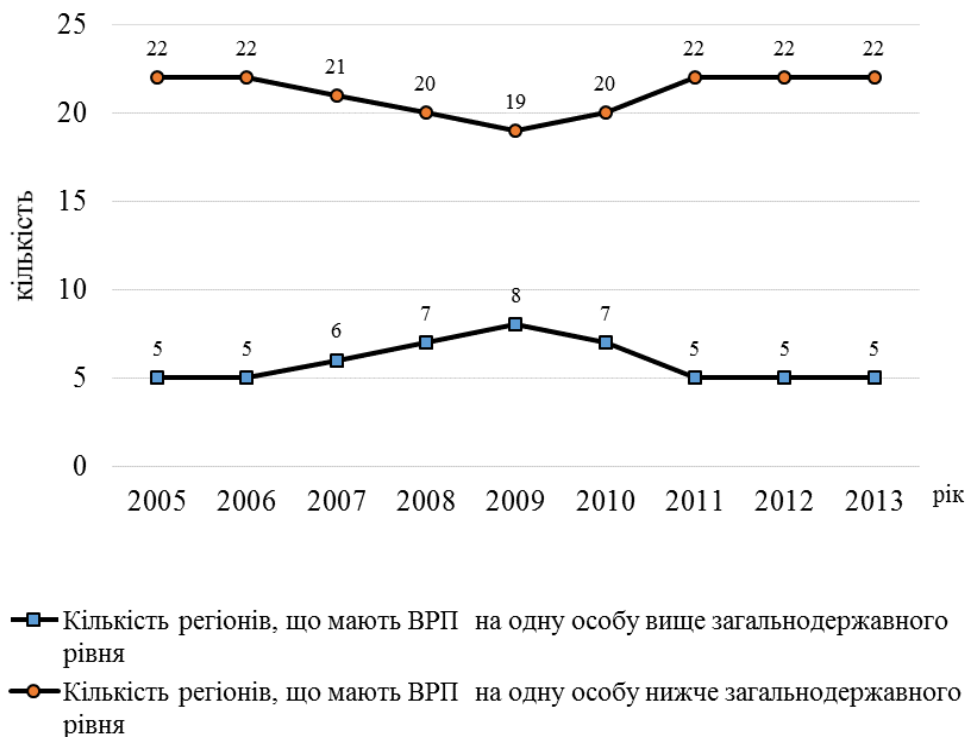 25
22 22 21 20 19 20 22 22 22
20
15
кількість
10
5 5 6 7 8 7 5 5 5
5
0
2005 2006 2007 2008 2009 2010 2011 2012 2013 рік
Кількість регіонів, що мають ВРП на одну особу вище загальнодержавного
рівня
Кількість регіонів, що мають ВРП на одну особу нижче загальнодержавного
рівня